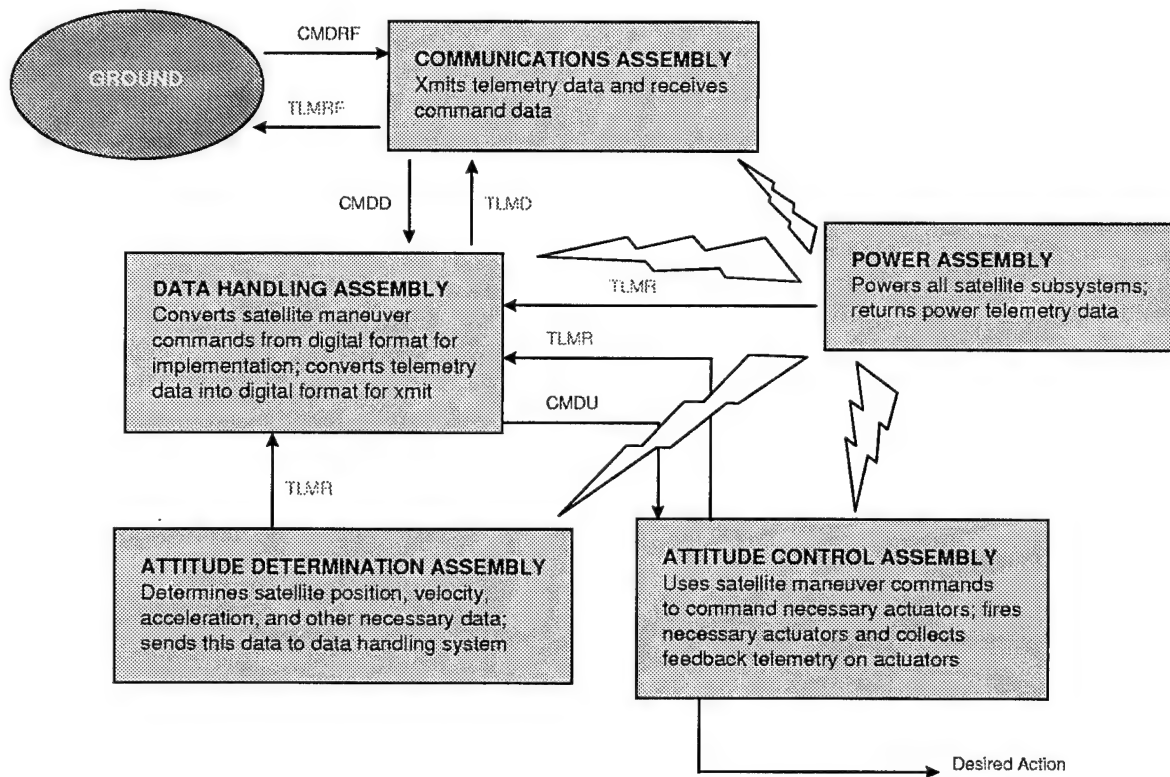 CMDRF
GROUND
TLMRF
COMMUNICATIONS ASSEMBLY
Xmits telemetry data and receives
command data
CMDD
TLMD
DATA HANDLING ASSEMBLY
Converts satellite maneuver
commands from digital format for
implementation; converts telemetry
data into digital format for xmit
TLMR
POWER ASSEMBLY
Powers all satellite subsystems;
returns power telemetry data
TLMR
CMDU
TLMR
ATTITUDE DETERMINATION ASSEMBLY
Determines satellite position, velocity,
acceleration, and other necessary data;
sends this data to data handling system
ATTITUDE CONTROL ASSEMBLY
Uses satellite maneuver commands
to command necessary actuators; fires
necessary actuators and collects
feedback telemetry on actuators
Desired Action